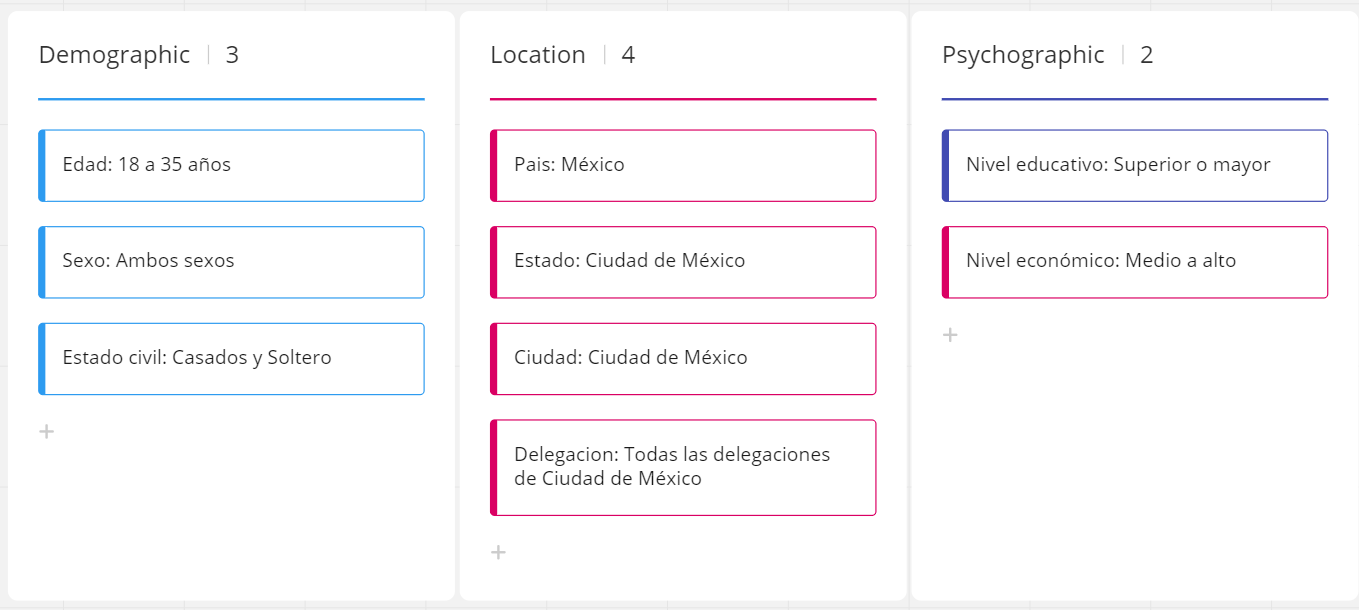 Demographic | 3
Edad: 18 a 35 años
Sexo: Ambos sexos
Estado civil: Casados y Soltero
+
Location | 4
Pais: México
Estado: Ciudad de México
Ciudad: Ciudad de México
Delegacion: Todas las delegaciones
de Ciudad de México
+
Psychographic | 2
Nivel educativo: Superior o mayor
Nivel económico: Medio a alto
+